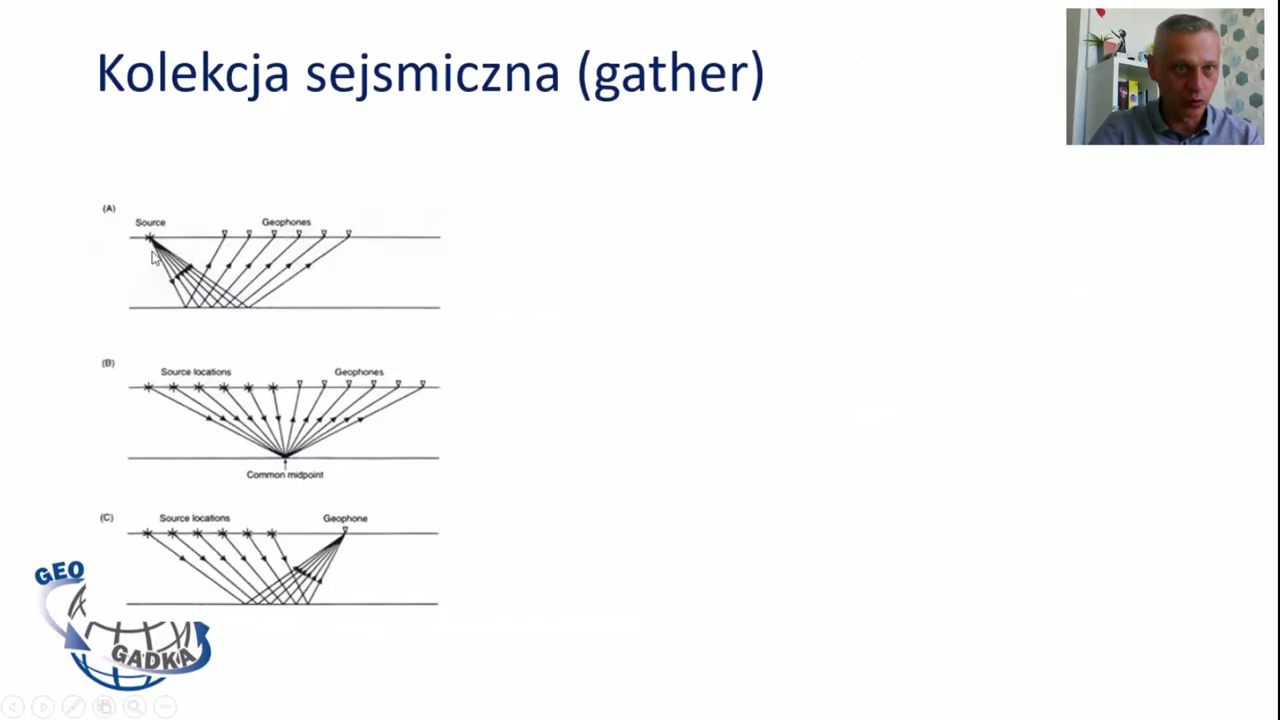 Kolekcja sejsmiczna (gather)
(A)
Source Geophones
(B)
Source locations Geophones
Common midpoint
(C)
Source locations Geophone
GEO
GADKA